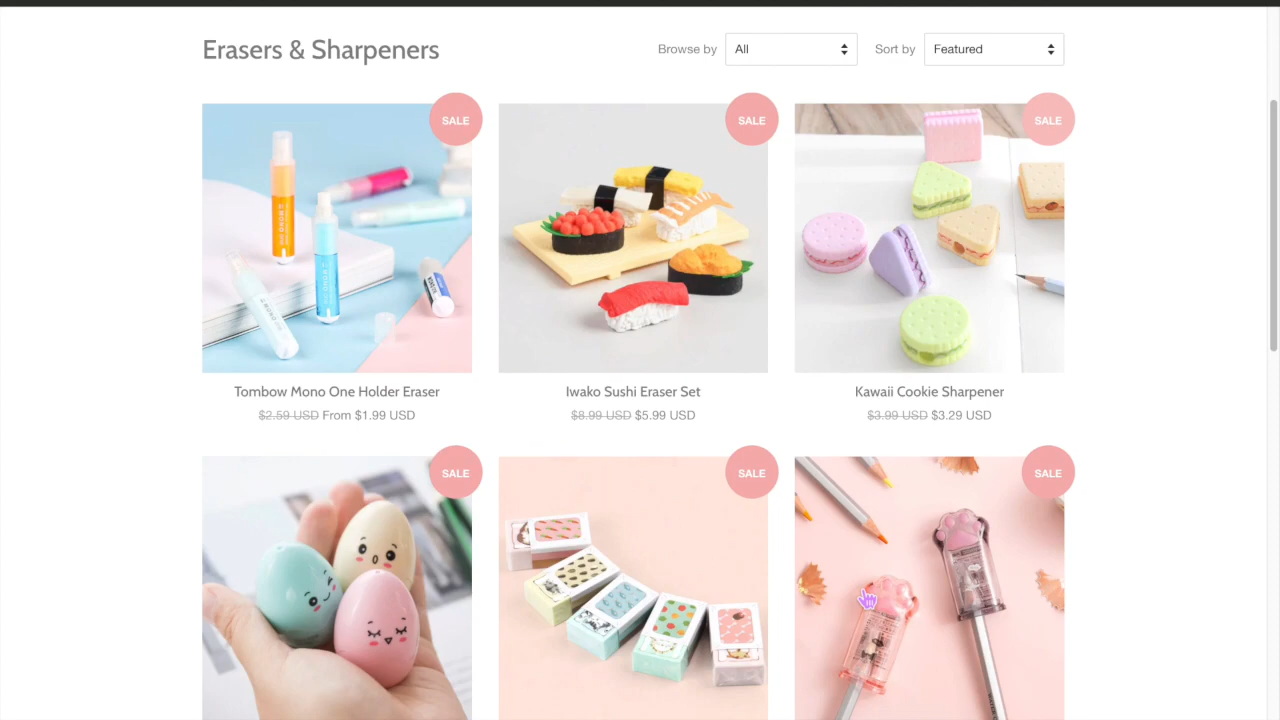 Erasers & Sharpeners
Browse by All Sort by Featured
SALE SALE SALE
Tombow Mono One Holder Eraser Iwako Sushi Eraser Set Kawaii Cookie Sharpener
$2.59 USD From $1.99 USD $8.99 USD $5.99 USD $3.99 USD $3.29 USD
SALE SALE SALE